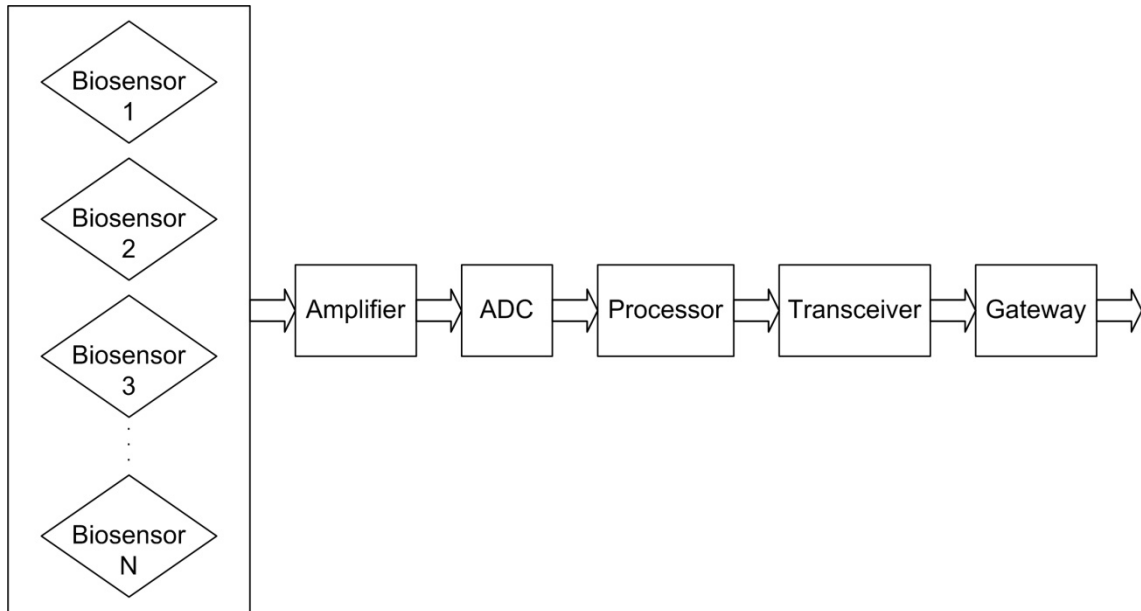 Biosensor
1
Biosensor
2
Biosensor
3
Biosensor
N
Amplifier
ADC
Processor
Transceiver
Gateway